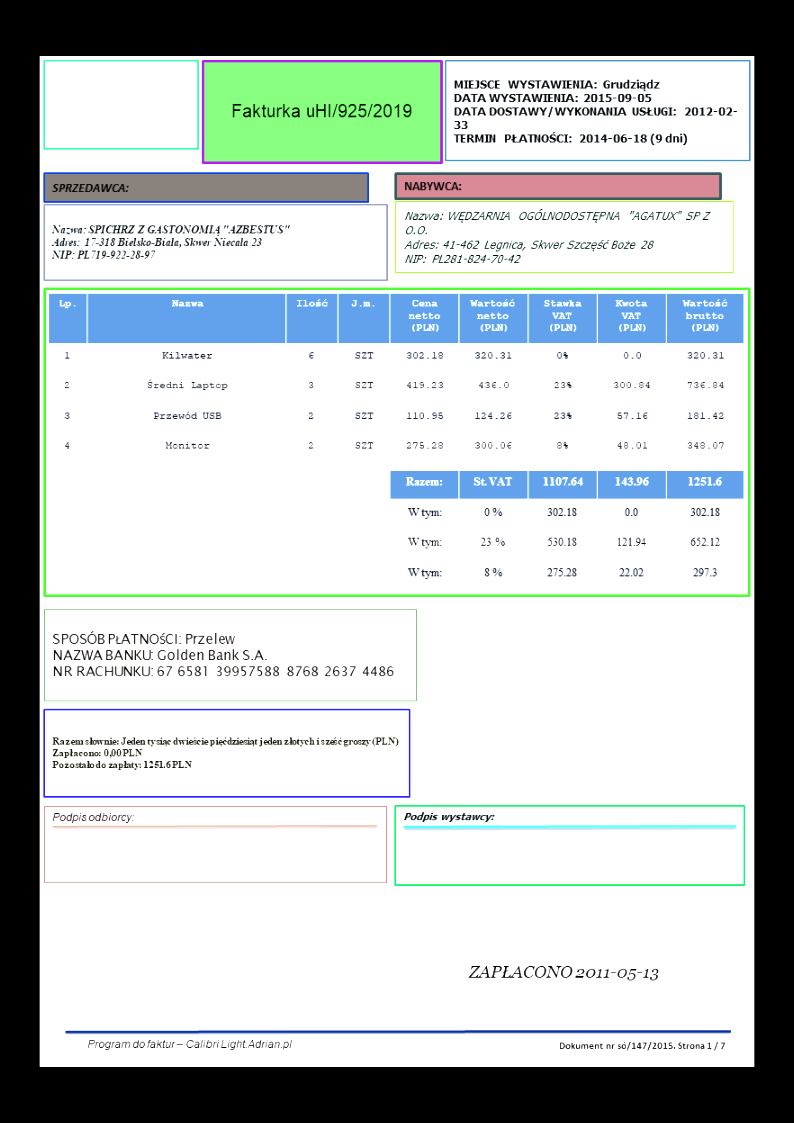 Fakturka uHI/925/2019
MIEJSCE WYSTAWIENIA: Grudziądz
DATA WYSTAWIENIA: 2015-09-05
DATA DOSTAWY/WYKONANIA USŁUGI: 2012-02-
33
TERMIN PŁATNOŚCI: 2014-06-18 (9 dni)
SPRZEDAWCA:
Nazwa: SPICHRZ Z GASTONOMIĄ "AZBESTUS"
Adres: 17-318 Bielsko-Biala, Skwer Niecała 23
NIP: PL719-922-28-97
NABYWCA:
Nazwa: WĘDZARNIA OGÓLNODOSTĘPNA "AGATUX" SP Z
O.O.
Adres: 41-462 Legnica, Skwer Szczęść Boże 28
NIP: PL281-824-70-42
Lp. Nazwa Ilość J.m. Cena netto (PLN) Wartość netto (PLN) Stawka VAT (PLN) Kwota VAT (PLN) Wartość brutto (PLN)
1 Kilwater 6 SZT 302.18 320.31 0% 0.0 320.31
2 Średni Laptop 3 SZT 419.23 436.0 23% 300.84 736.84
3 Przewód USB 2 SZT 110.95 124.26 23% 57.16 181.42
4 Monitor 2 SZT 275.28 300.06 8% 48.01 348.07
Razem: St. VAT 1107.64 143.96 1251.6
W tym: 0 % 302.18 0.0 302.18
W tym: 23 % 530.18 121.94 652.12
W tym: 8 % 275.28 22.02 297.3
SPOSÓB PŁATNOŚCI: Przelew
NAZWA BANKU: Golden Bank S.A.
NR RACHUNKU: 67 6581 39957588 8768 2637 4486
Razem słownie: Jeden tysiąc dwieście pięćdziesiąt jeden złotych i sześć groszy (PLN)
Zapłacono: 0,00 PLN
Pozostało do zapłaty: 1251.6 PLN
Podpis odbiorcy:
Podpis wystawcy:
ZAPŁACONO 2011-05-13
Program do faktur – Calibri Light.Adrian.pl
Dokument nr só/147/2015. Strona 1 / 7